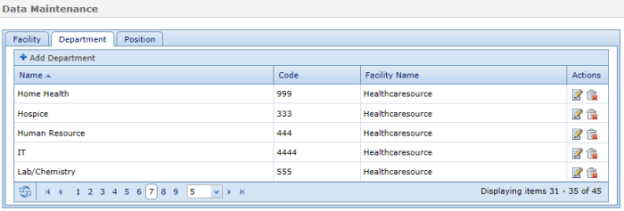 Data Maintenance
Facility Department Position
Add Department
Name Code Facility Name Actions
Home Health 999 Healthcaresource
Hospice 333 Healthcaresource
Human Resource 444 Healthcaresource
IT 4444 Healthcaresource
Lab/Chemistry 555 Healthcaresource
1 2 3 4 5 6 7 8 9 5 Displaying items 31 - 35 of 45